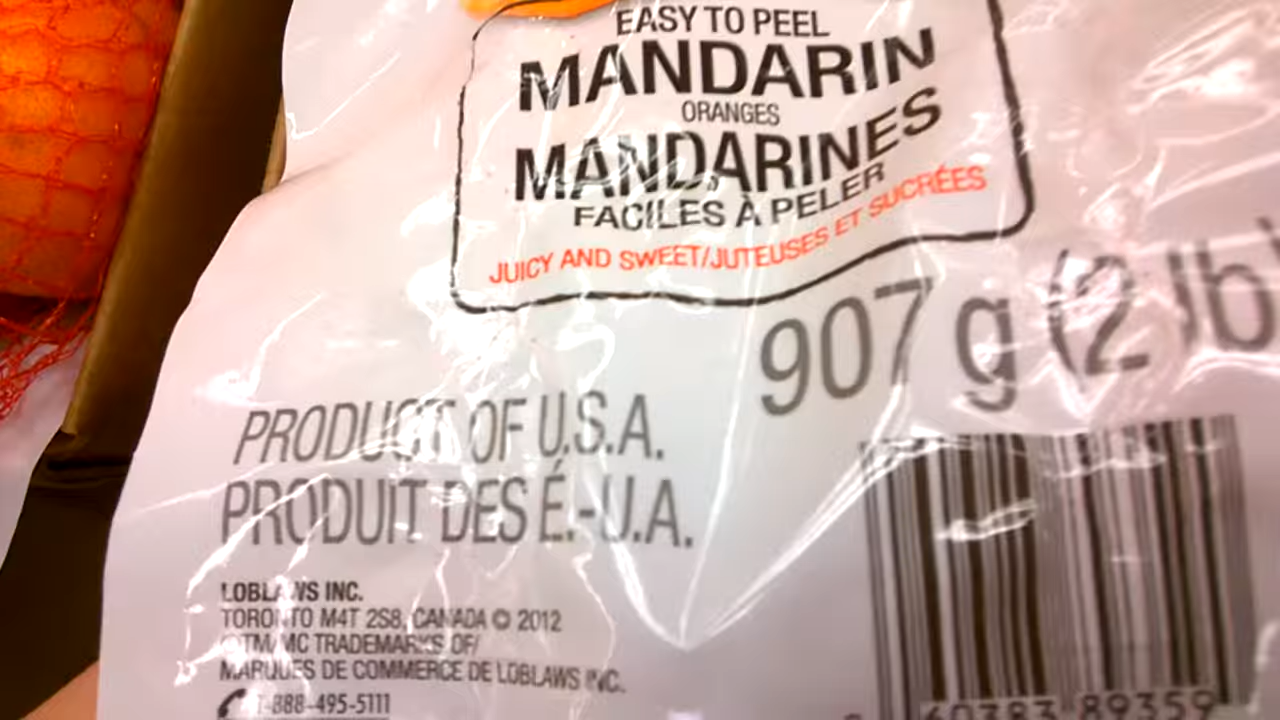 EASY TO PEEL
MANDARIN
ORANGES
MANDARINES
FACILES À PELER
JUICY AND SWEET/JUTEUSES ET SUCRÉES
907 g (2 lb
PRODUCT OF U.S.A.
PRODUIT DES É.-U.A.
LOBLAWS INC.
TORONTO M4T 2S8, CANADA © 2012
®/TM/MC TRADEMARKS OF/
MARQUES DE COMMERCE DE LOBLAWS INC.
1-888-495-5111
60383 89359